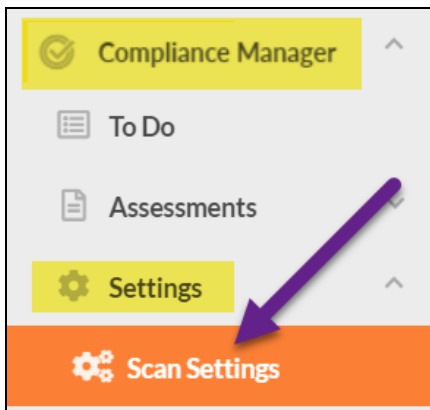 Compliance Manager
To Do
Assessments
Settings
Scan Settings